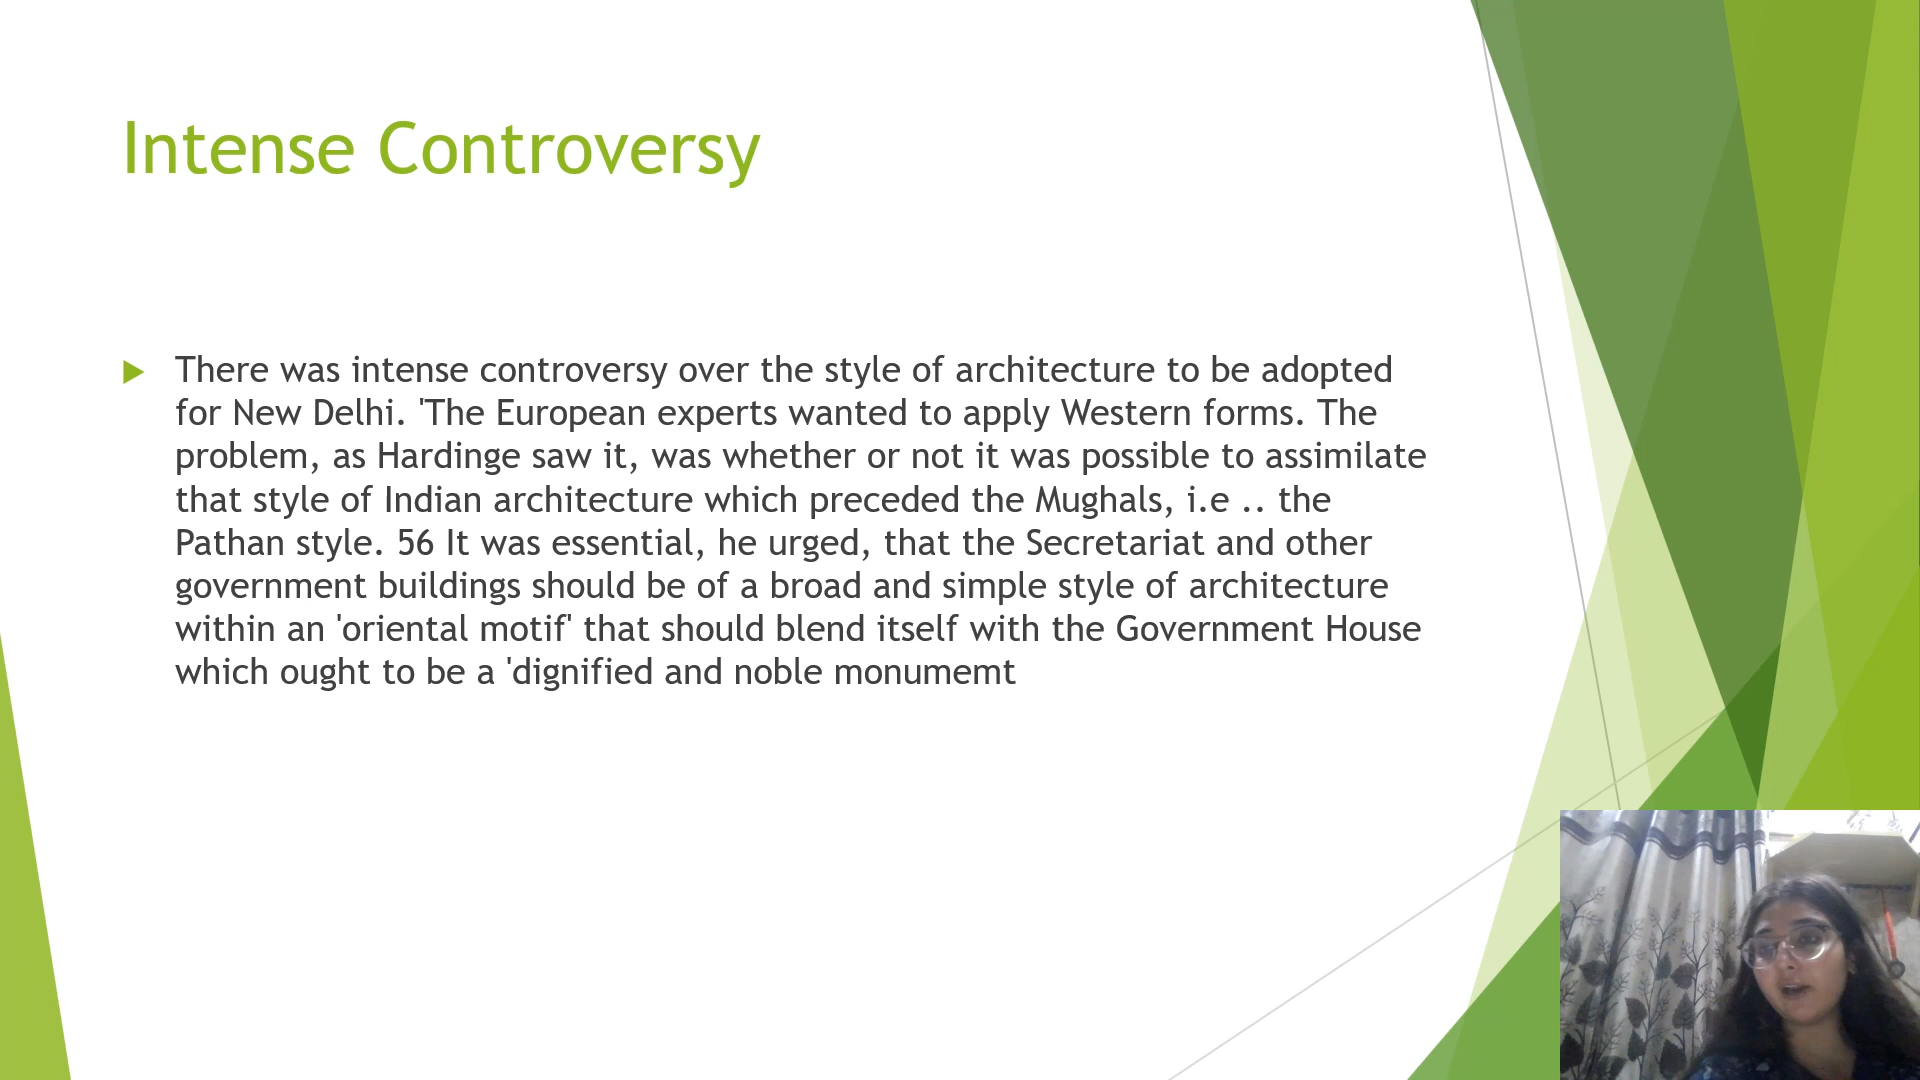 Intense Controversy
There was intense controversy over the style of architecture to be adopted
for New Delhi. 'The European experts wanted to apply Western forms. The
problem, as Hardinge saw it, was whether or not it was possible to assimilate
that style of Indian architecture which preceded the Mughals, i.e .. the
Pathan style. 56 It was essential, he urged, that the Secretariat and other
government buildings should be of a broad and simple style of architecture
within an 'oriental motif' that should blend itself with the Government House
which ought to be a 'dignified and noble monumemt